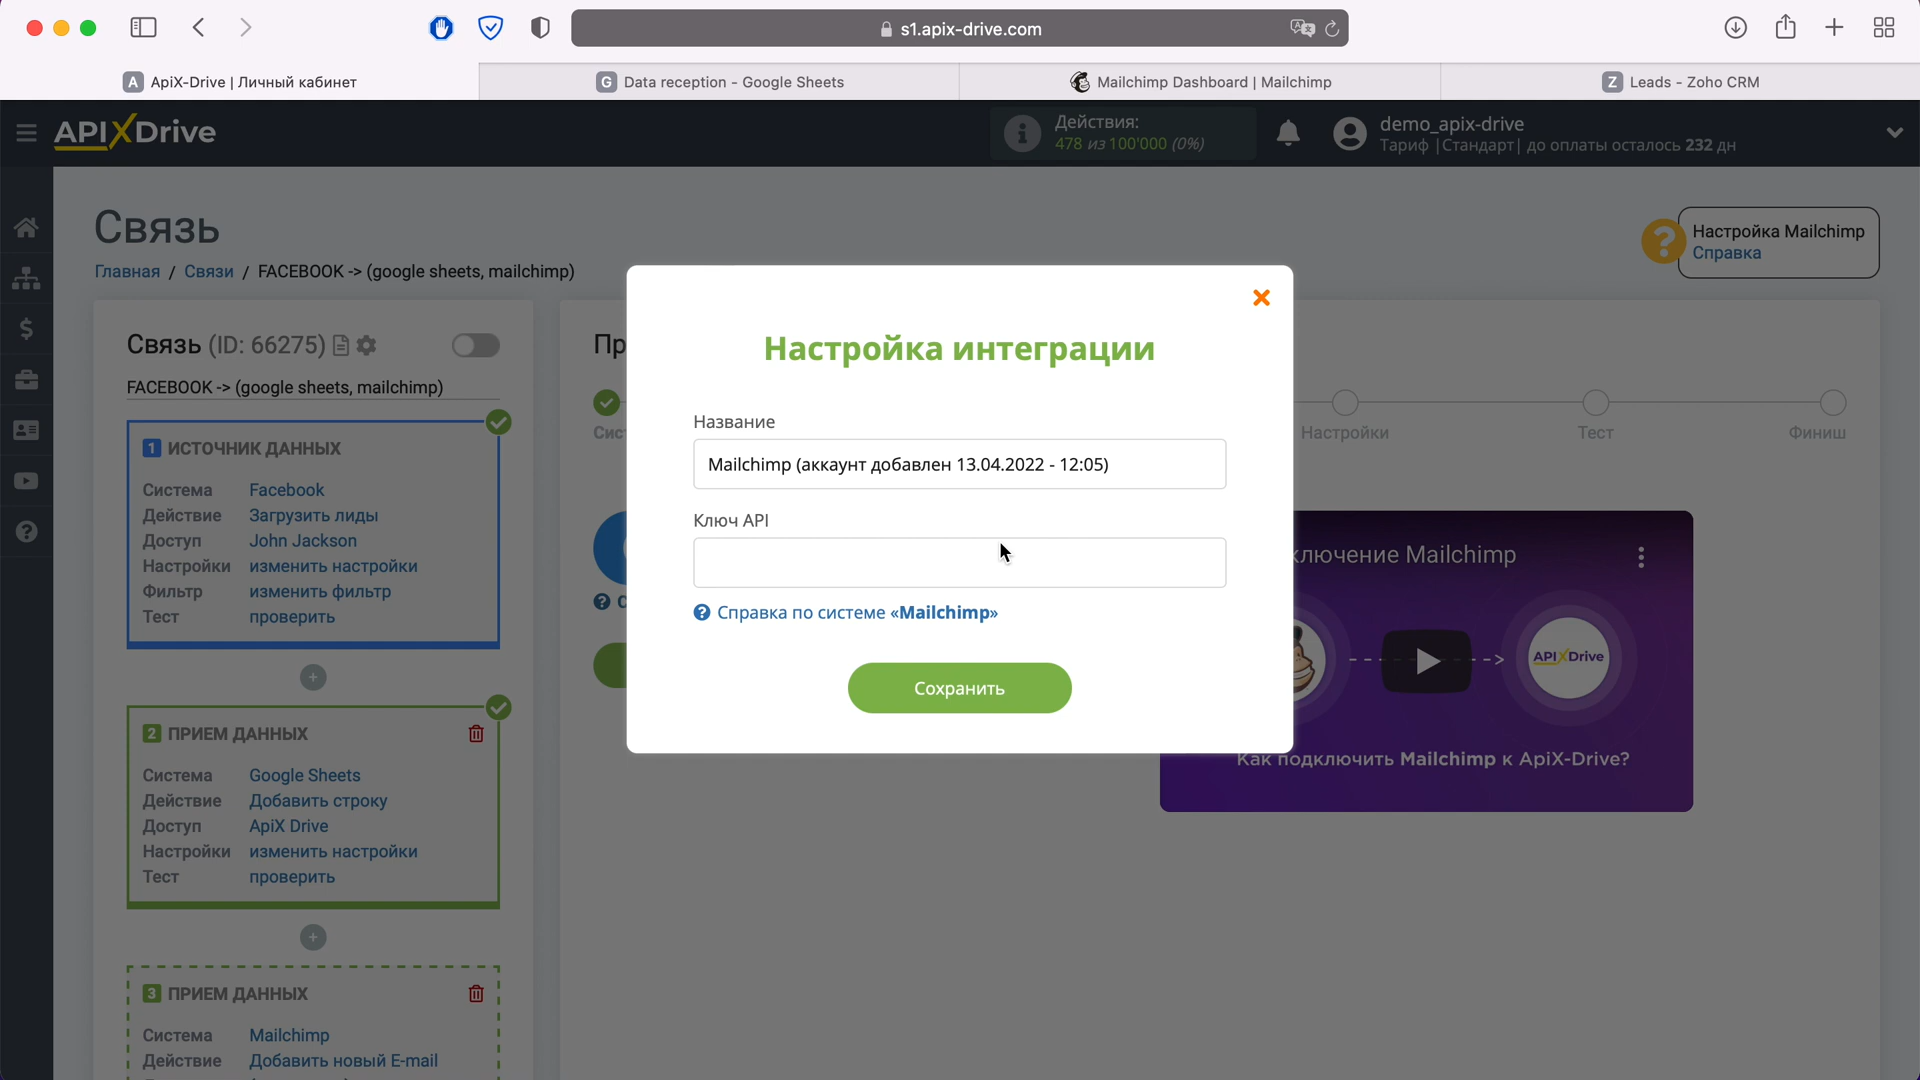 s1.apix-drive.com
A ApiX-Drive | Личный кабинет
G Data reception - Google Sheets
Mailchimp Dashboard | Mailchimp
Z Leads - Zoho CRM
APIXDrive
Действия:
478 из 100'000 (0%)
demo_apix-drive
Тариф |Стандарт| до оплаты осталось 232 дн
Связь
Главная / Связи / FACEBOOK -> (google sheets, mailchimp)
Настройка Mailchimp
Справка
Связь (ID: 66275)
FACEBOOK -> (google sheets, mailchimp)
1 ИСТОЧНИК ДАННЫХ
Система Facebook
Действие Загрузить лиды
Доступ John Jackson
Настройки изменить настройки
Фильтр изменить фильтр
Тест проверить
2 ПРИЕМ ДАННЫХ
Система Google Sheets
Действие Добавить строку
Доступ ApiX Drive
Настройки изменить настройки
Тест проверить
3 ПРИЕМ ДАННЫХ
Система Mailchimp
Действие Добавить новый E-mail
Настройки
Тест
Финиш
Настройка интеграции
Название
Mailchimp (аккаунт добавлен 13.04.2022 - 12:05)
Ключ API
Справка по системе «Mailchimp»
Сохранить
ключение Mailchimp
APIXDrive
Как подключить Mailchimp к ApiX-Drive?